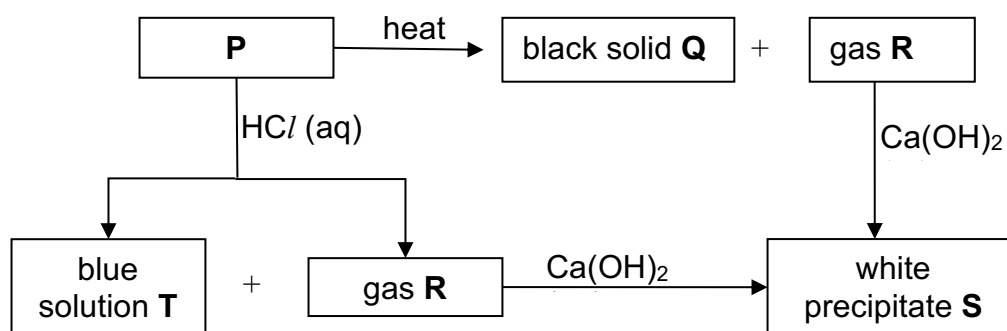 P
heat
black solid Q
+
gas R
HCl (aq)
Ca(OH)2
blue
solution T
+
gas R
Ca(OH)2
white
precipitate S